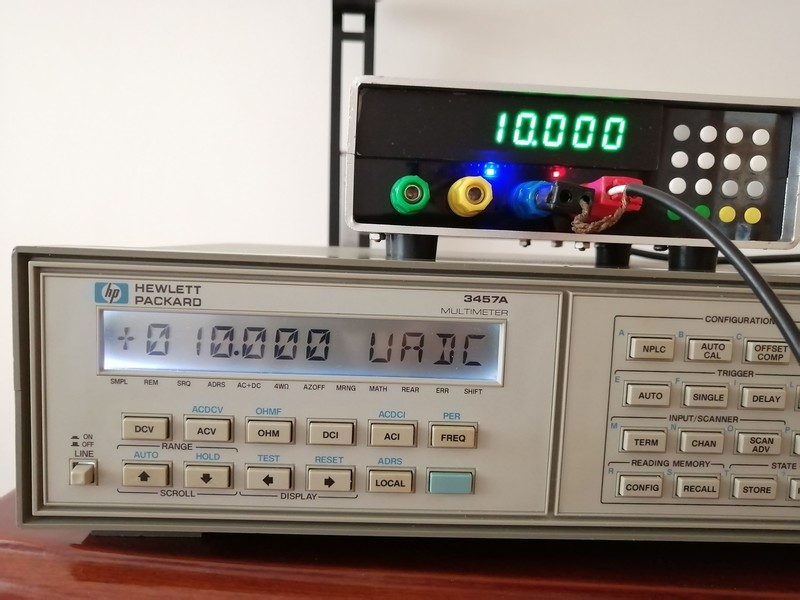 10.000
hp HEWLETT PACKARD
3457A
MULTIMETER
+010.000 UADC
SMPL REM SRQ ADRS AC+DC 4WΩ AZOFF MRNG MATH REAR ERR SHIFT
ACDCV OHMF ACDCI PER
DCV ACV OHM DCI ACI FREQ
ON
OFF
LINE
RANGE
AUTO HOLD TEST RESET ADRS
LOCAL
SCROLL DISPLAY
CONFIGURATION
A B C
NPLC AUTO CAL OFFSET COMP
TRIGGER
E F
AUTO SINGLE DELAY
INPUT/SCANNER
M N O P
TERM CHAN SCAN ADV
READING MEMORY STATE
R S
CONFIG RECALL STORE